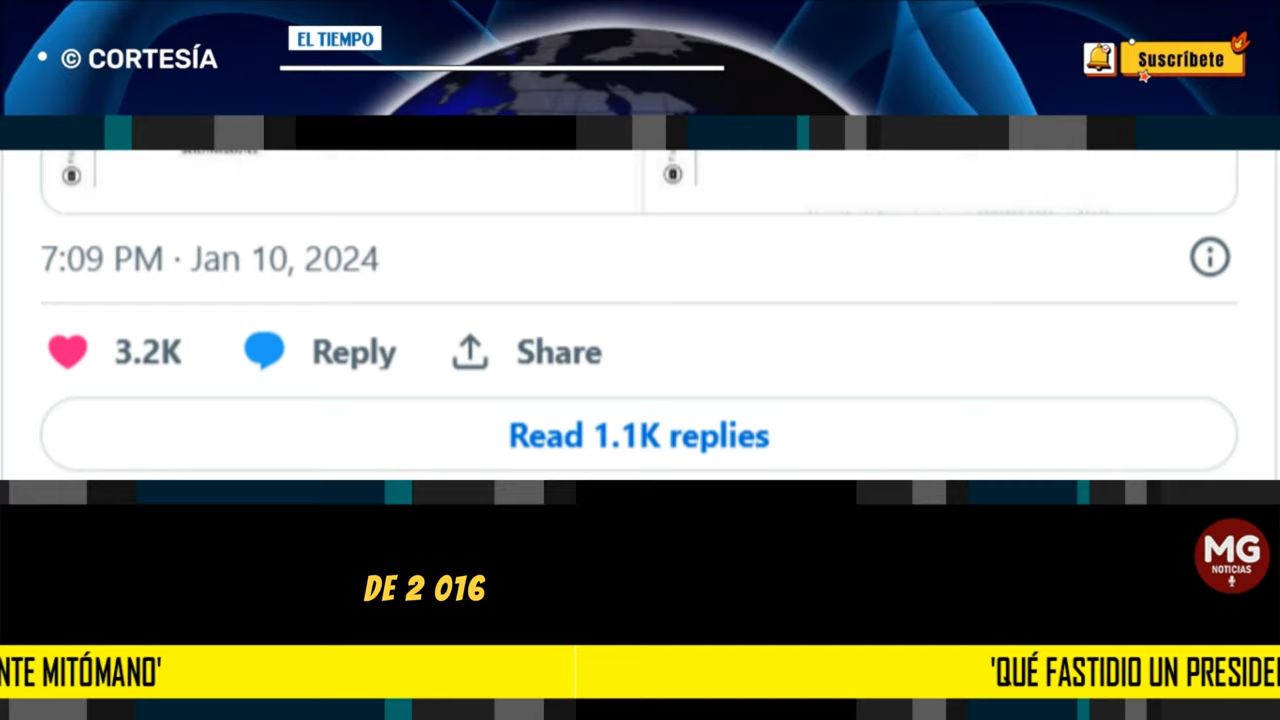 © CORTESÍA
EL TIEMPO
Suscríbete
7:09 PM · Jan 10, 2024
3.2K
Reply
Share
Read 1.1K replies
MG
NOTICIAS
DE 2 016
NTE MITÓMANO'
'QUÉ FASTIDIO UN PRESIDE